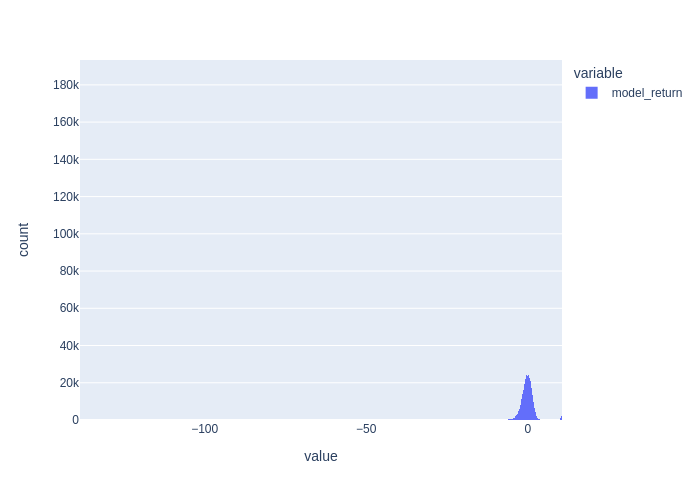 variable
model_return
180k
160k
140k
120k
100k
80k
60k
40k
20k
0
count
−100
−50
0
value